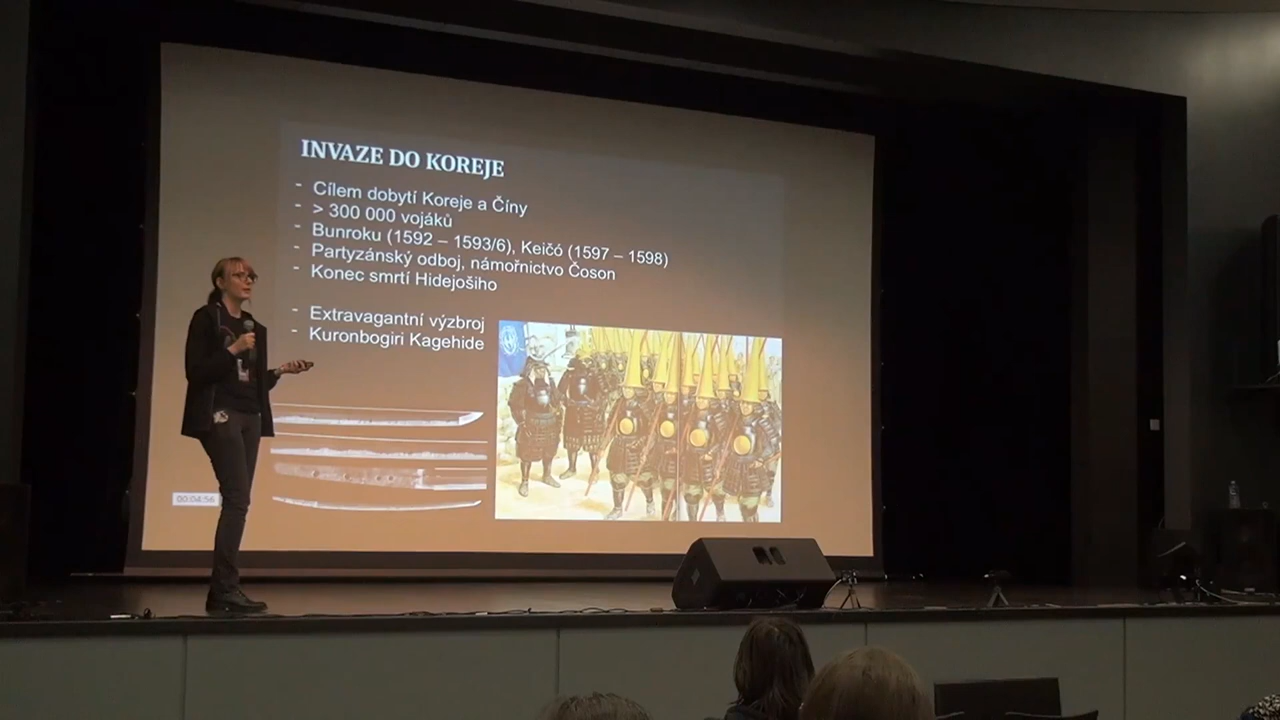 INVAZE DO KOREJE
- Cílem dobytí Koreje a Číny
- > 300 000 vojáků
- Bunroku (1592 – 1593/6), Keičó (1597 – 1598)
- Partyzánský odboj, námořnictvo Čoson
- Konec smrtí Hidejošiho
- Extravagantní výzbroj
- Kuronbogiri Kagehide
00:04:56